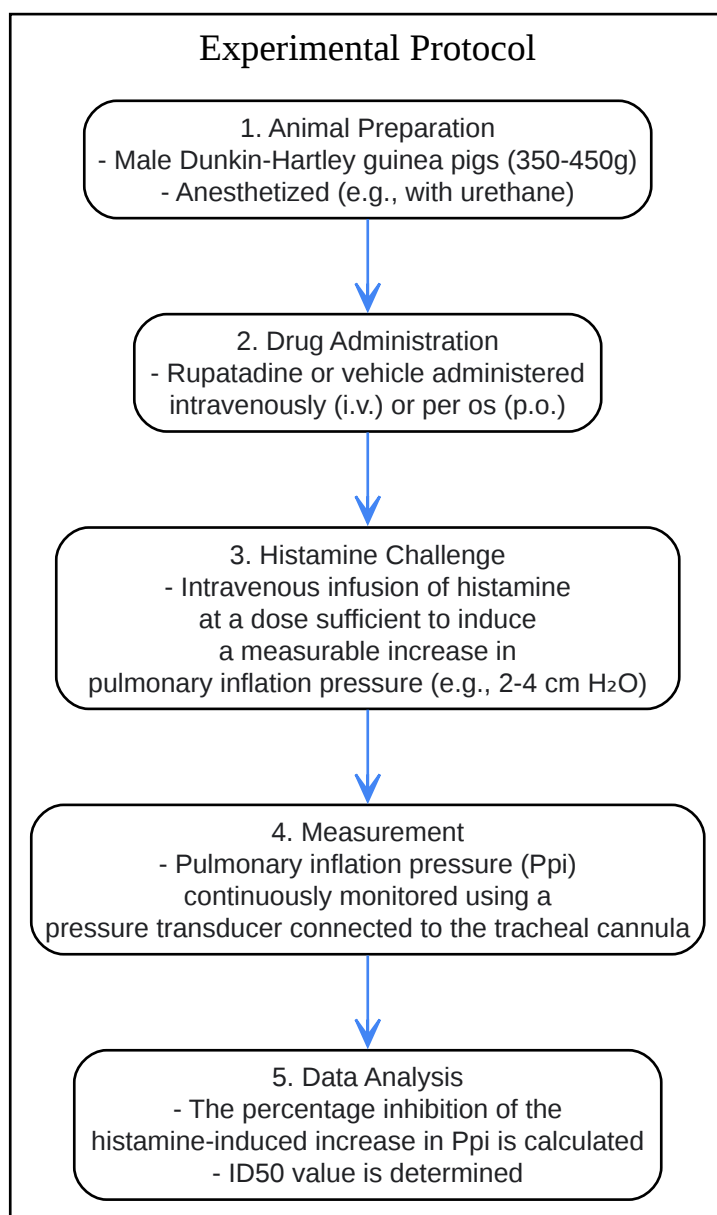 Experimental Protocol
1. Animal Preparation
- Male Dunkin-Hartley guinea pigs (350-450g)
- Anesthetized (e.g., with urethane)
2. Drug Administration
- Rupatadine or vehicle administered
intravenously (i.v.) or per os (p.o.)
3. Histamine Challenge
- Intravenous infusion of histamine
at a dose sufficient to induce
a measurable increase in
pulmonary inflation pressure (e.g., 2-4 cm H₂O)
4. Measurement
- Pulmonary inflation pressure (Ppi)
continuously monitored using a
pressure transducer connected to the tracheal cannula
5. Data Analysis
- The percentage inhibition of the
histamine-induced increase in Ppi is calculated
- ID50 value is determined